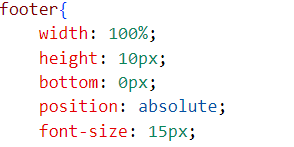 footer{
width: 100%;
height: 10px;
bottom: 0px;
position: absolute;
font-size: 15px;